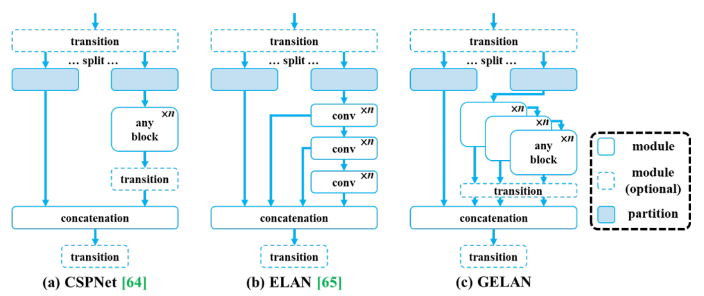 transition
... split ...
any
block
×n
transition
concatenation
transition
(a) CSPNet [64]
transition
... split ...
conv ×n
conv ×n
conv ×n
concatenation
transition
(b) ELAN [65]
transition
... split ...
×n
×n
×n
any
block
transition
concatenation
transition
(c) GELAN
module
module
(optional)
partition